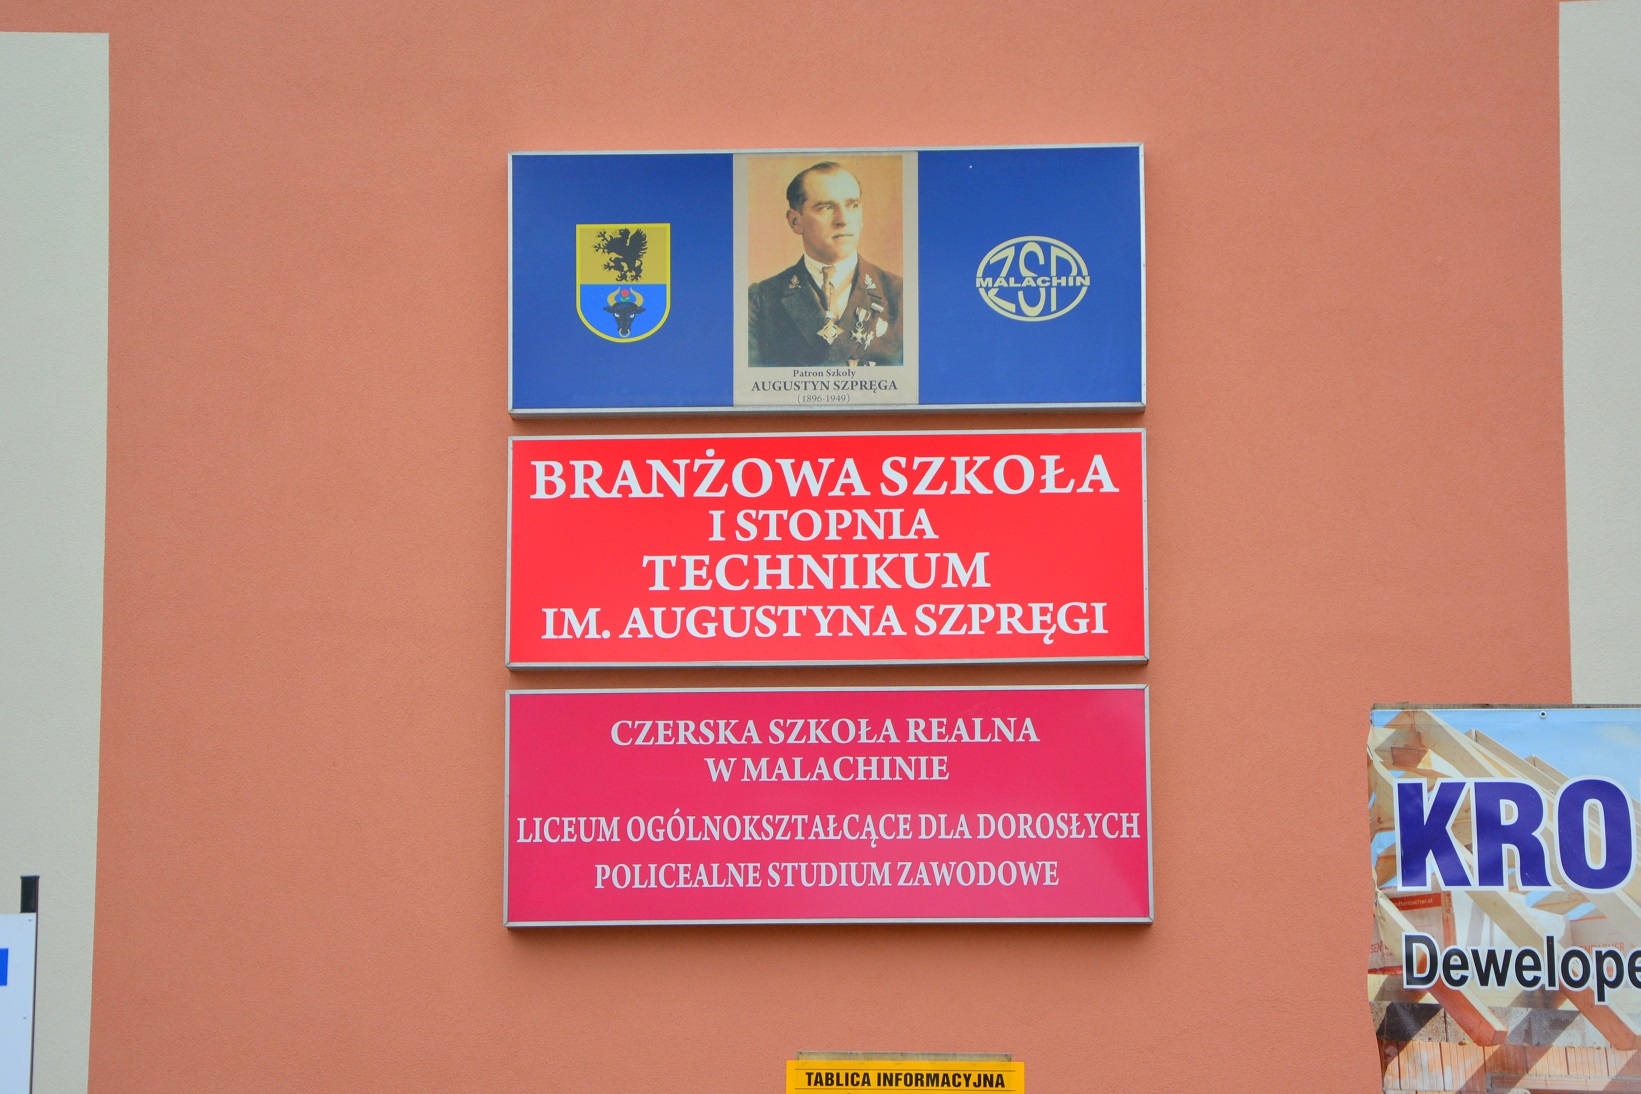 ZSP
MALACHIN
Patron Szkoły
AUGUSTYN SZPRĘGA
(1896-1949)
BRANŻOWA SZKOŁA
I STOPNIA
TECHNIKUM
IM. AUGUSTYNA SZPRĘGI
CZERSKA SZKOŁA REALNA
W MALACHINIE
LICEUM OGÓLNOKSZTAŁCĄCE DLA DOROSŁYCH
POLICEALNE STUDIUM ZAWODOWE
KRO
Dewelope
TABLICA INFORMACYJNA